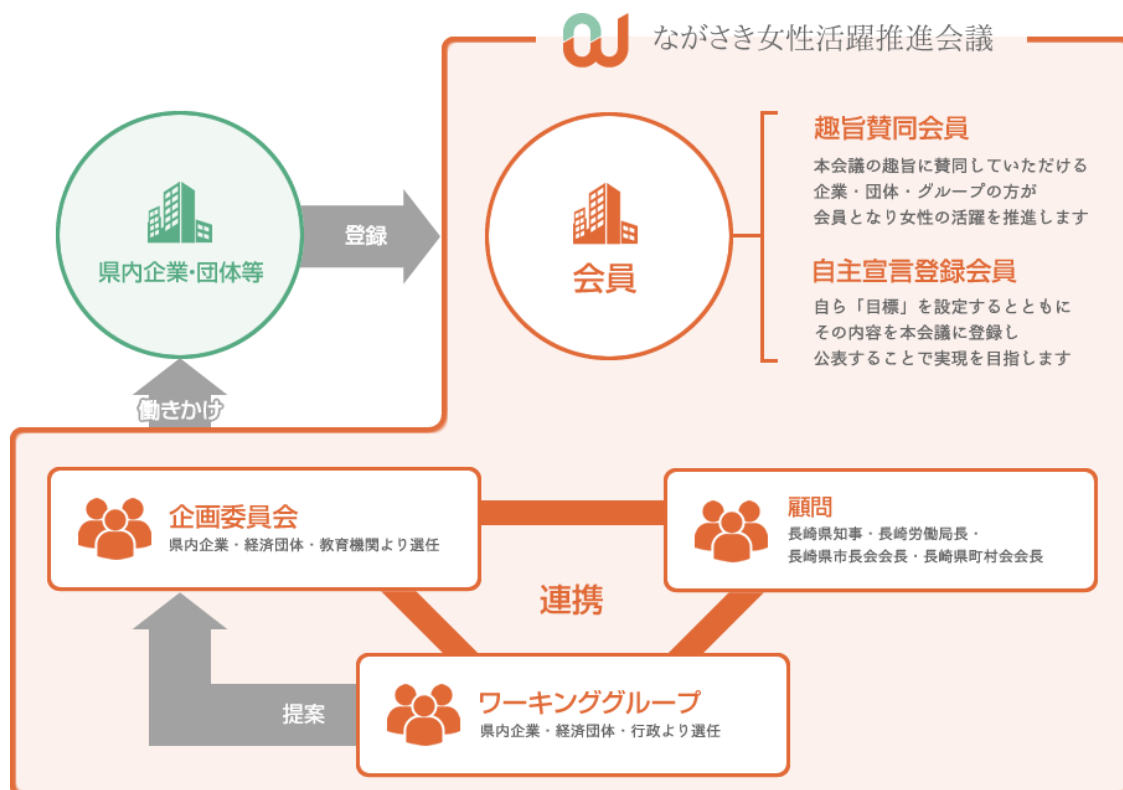 ながさき女性活躍推進会議
県内企業・団体等
登録
会員
趣旨賛同会員
本会議の趣旨に賛同していただける
企業・団体・グループの方が
会員となり女性の活躍を推進します
自主宣言登録会員
自ら「目標」を設定するとともに
その内容を本会議に登録し
公表することで実現を目指します
働きかけ
企画委員会
県内企業・経済団体・教育機関より選任
顧問
長崎県知事・長崎労働局長・
長崎県市長会会長・長崎県町村会会長
連携
ワーキンググループ
県内企業・経済団体・行政より選任
提案